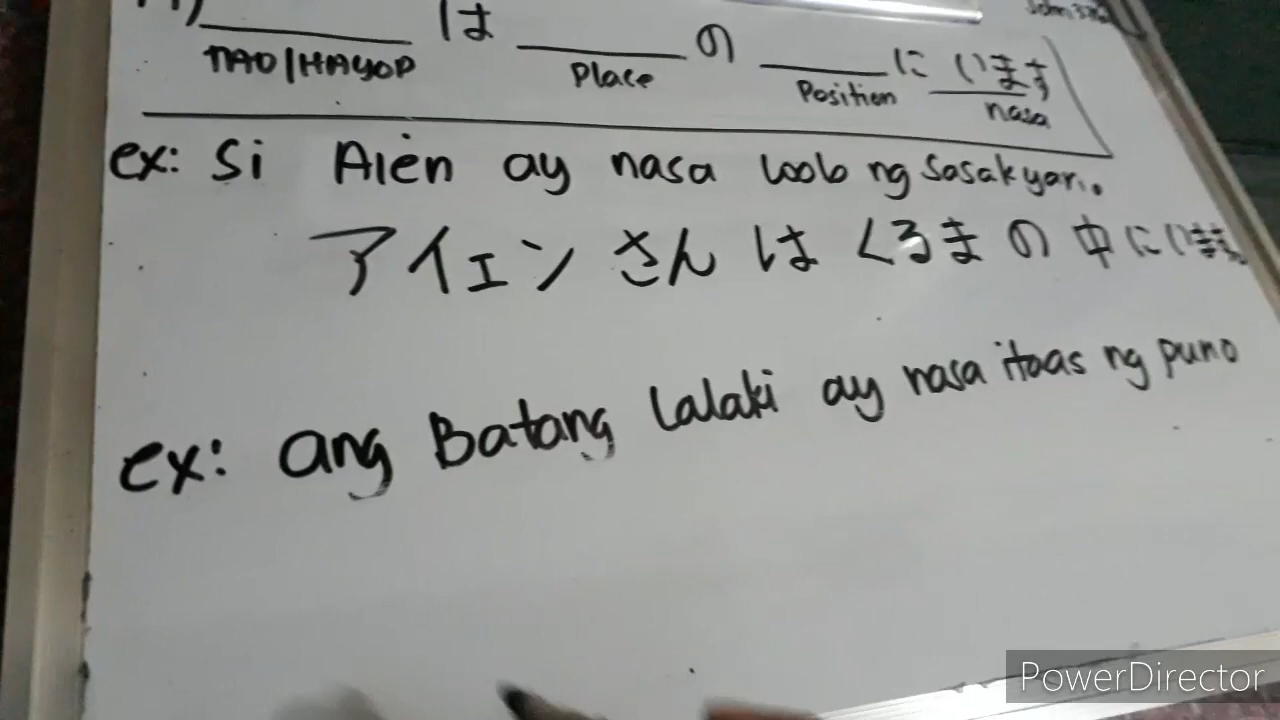 は の に います
TAO/HAYOP Place Position nasa
ex: Si Aien ay nasa loob ng Sasakyan.
アイェン さん は くるま の 中 に います
ex: ang Batang lalaki ay nasa itaas ng puno
PowerDirector